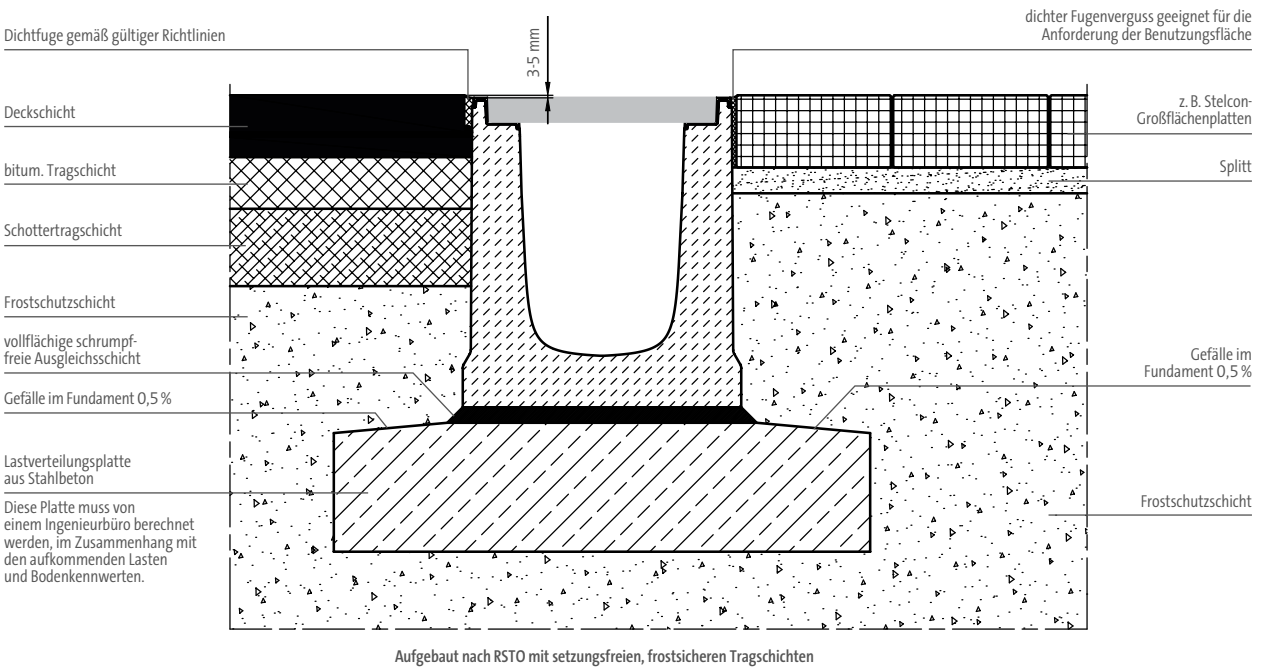 Dichtfuge gemäß gültiger Richtlinien
Deckschicht
bitum. Tragschicht
Schottertragschicht
Frostschutzschicht
vollflächige schrumpf-
freie Ausgleichsschicht
Gefälle im Fundament 0,5 %
Lastverteilungsplatte
aus Stahlbeton
Diese Platte muss von
einem Ingenieurbüro berechnet
werden, im Zusammenhang mit
den aufkommenden Lasten
und Bodenkennwerten.
3-5 mm
dichter Fugenverguss geeignet für die
Anforderung der Benutzungsfläche
z. B. Stelcon-
Großflächenplatten
Splitt
Gefälle im
Fundament 0,5 %
Frostschutzschicht
Aufgebaut nach RSTO mit setzungsfreien, frostsicheren Tragschichten